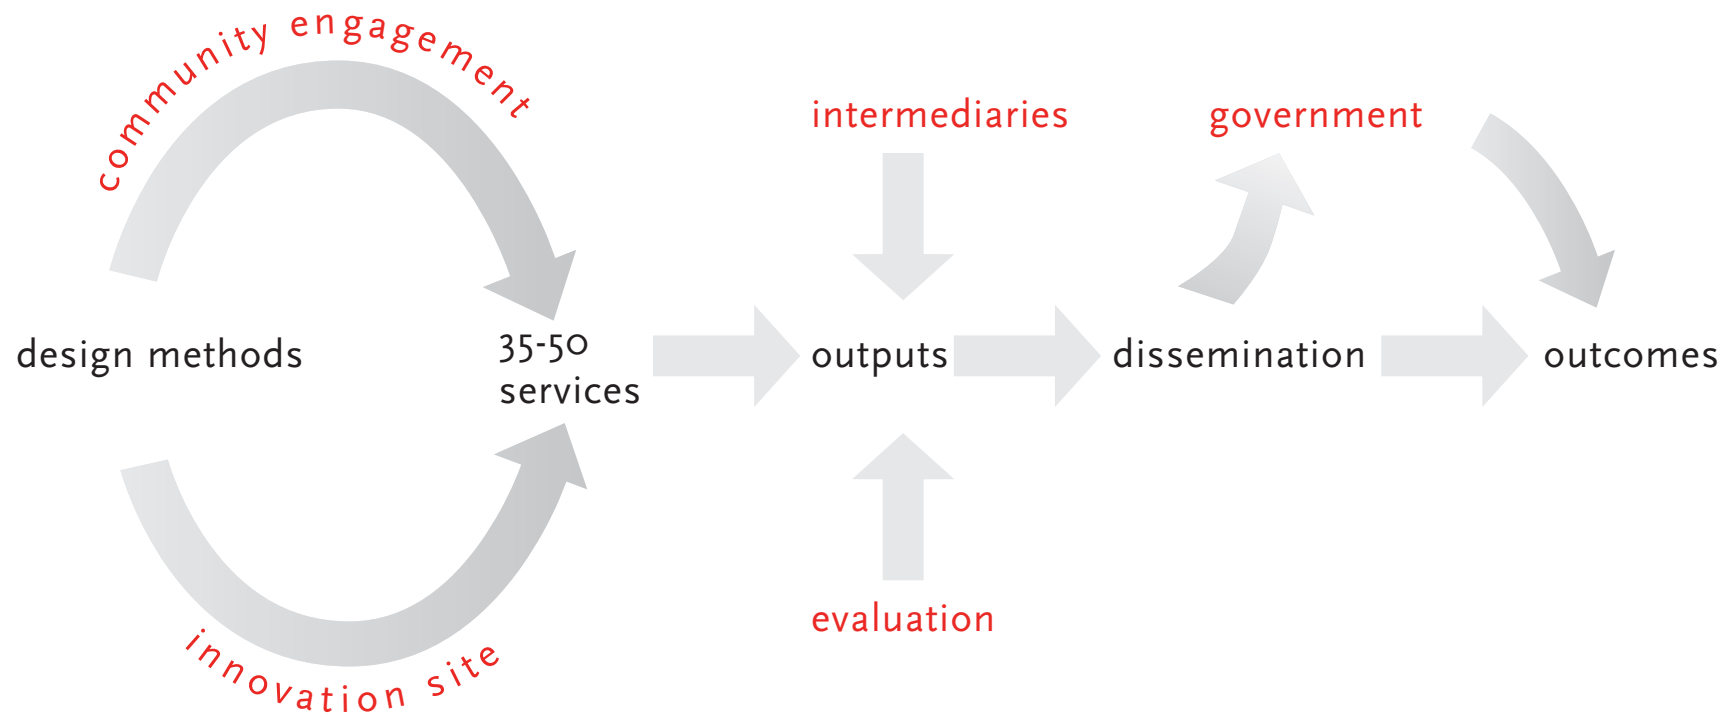 community engagement
intermediaries
government
design methods
35-50
services
outputs
dissemination
outcomes
evaluation
innovation site